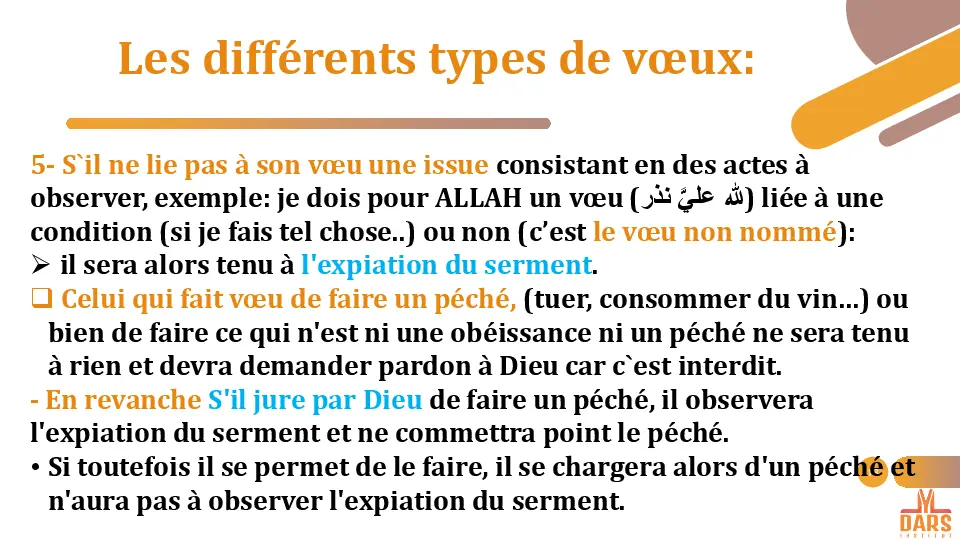 Les différents types de vœux:
5- S`il ne lie pas à son vœu une issue consistant en des actes à
observer, exemple: je dois pour ALLAH un vœu (لله عليَّ نذر) liée à une
condition (si je fais tel chose..) ou non (c’est le vœu non nommé):
➢ il sera alors tenu à l'expiation du serment.
❑ Celui qui fait vœu de faire un péché, (tuer, consommer du vin…) ou
bien de faire ce qui n'est ni une obéissance ni un péché ne sera tenu
à rien et devra demander pardon à Dieu car c`est interdit.
- En revanche S'il jure par Dieu de faire un péché, il observera
l'expiation du serment et ne commettra point le péché.
• Si toutefois il se permet de le faire, il se chargera alors d'un péché et
n'aura pas à observer l'expiation du serment.
DARS
INSTITUT